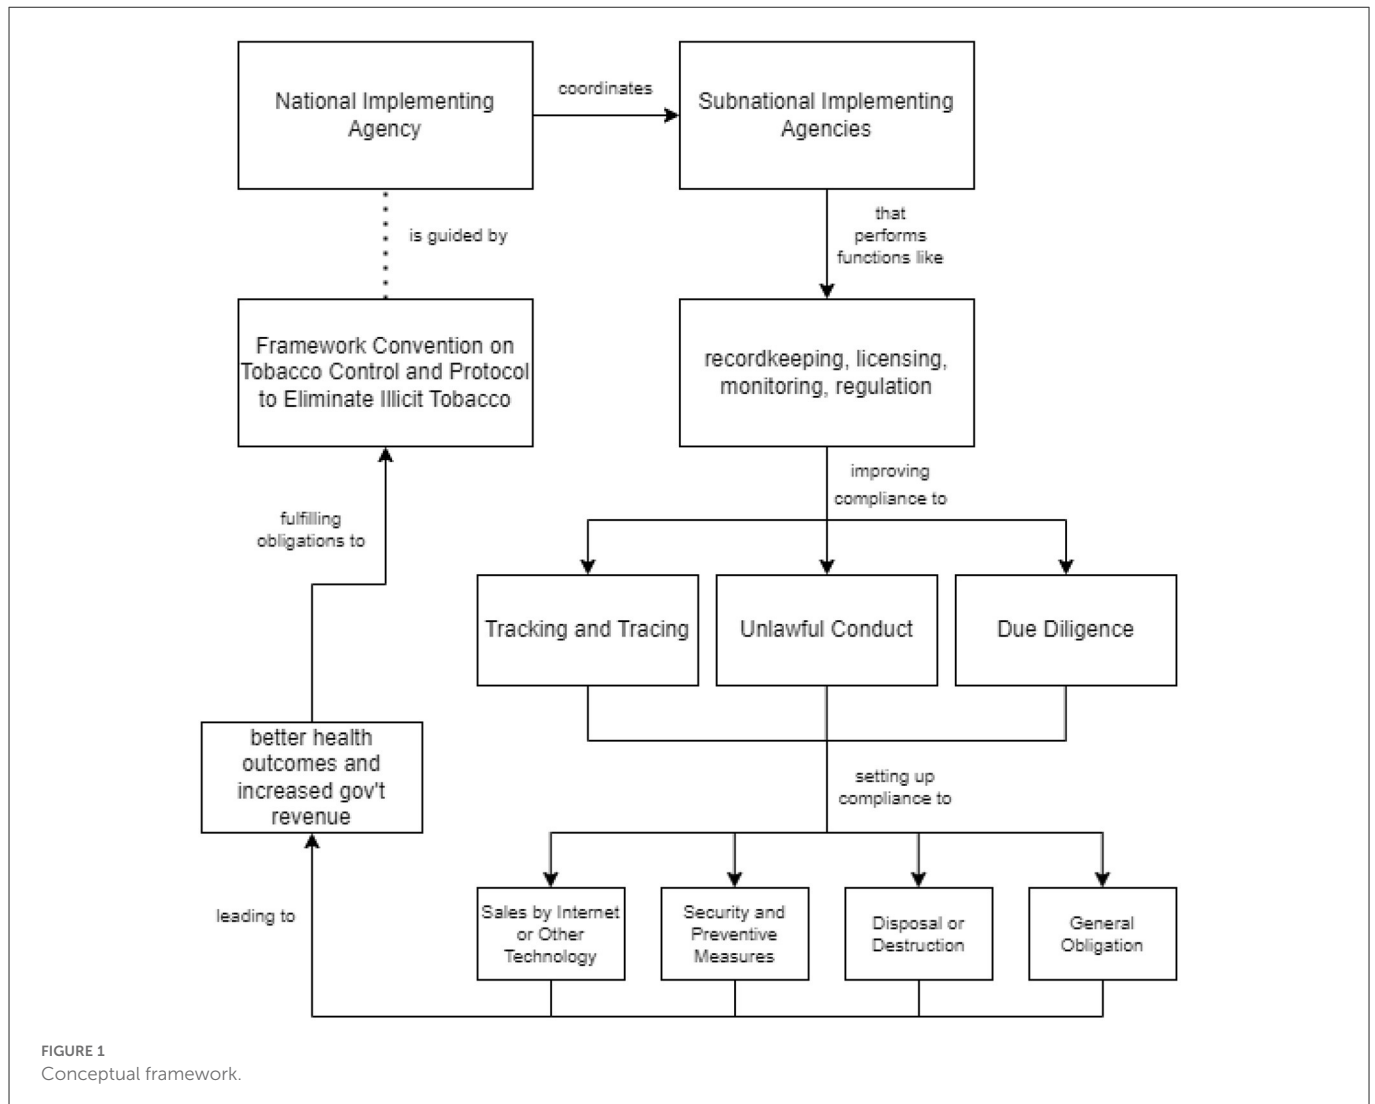 National Implementing
Agency
coordinates
Subnational Implementing
Agencies
is guided by
that
performs
functions like
Framework Convention on
Tobacco Control and Protocol
to Eliminate Illicit Tobacco
recordkeeping, licensing,
monitoring, regulation
improving
compliance to
fulfilling
obligations to
Tracking and Tracing
Unlawful Conduct
Due Diligence
better health
outcomes and
increased gov't
revenue
setting up
compliance to
leading to
Sales by Internet
or Other
Technology
Security and
Preventive
Measures
Disposal or
Destruction
General
Obligation
FIGURE 1
Conceptual framework.